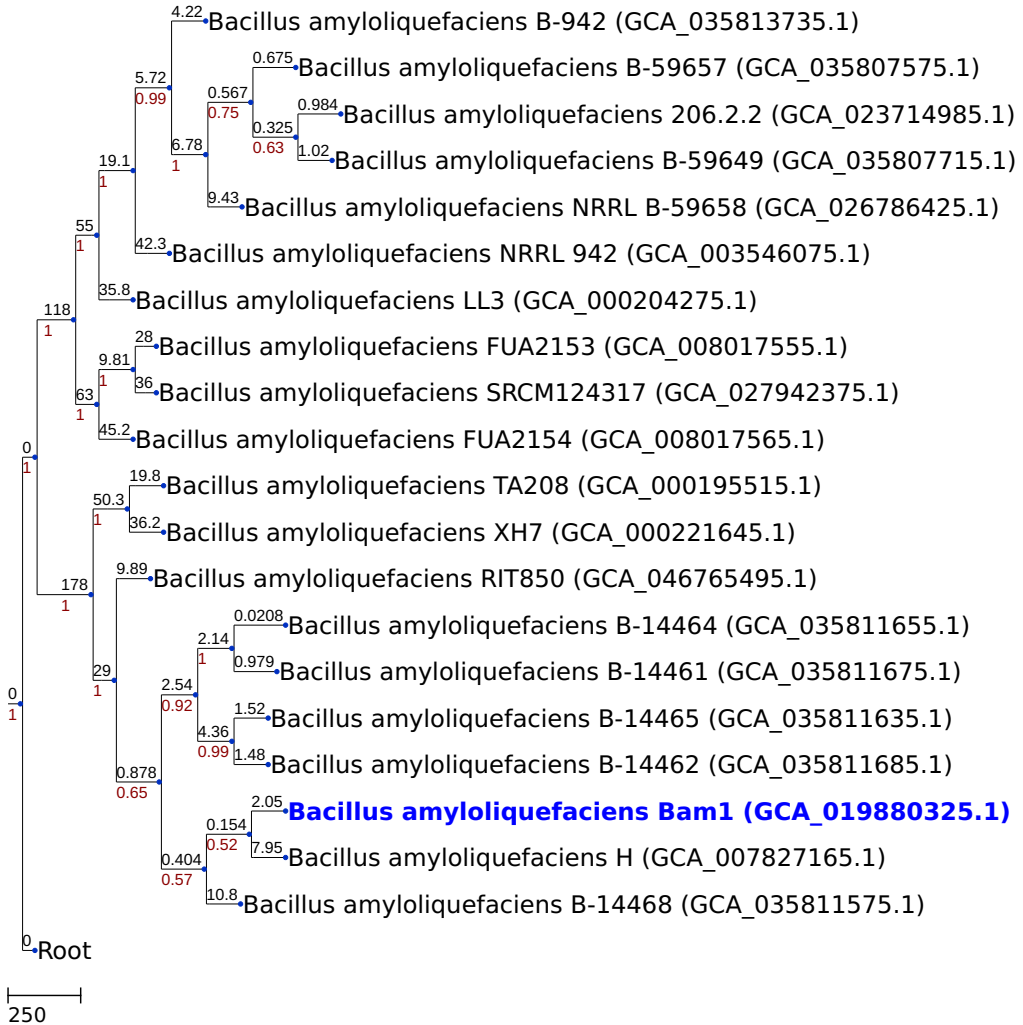 4.22
Bacillus amyloliquefaciens B-942 (GCA_035813735.1)
0.675
Bacillus amyloliquefaciens B-59657 (GCA_035807575.1)
5.72
0.99
0.567
0.75
0.984
Bacillus amyloliquefaciens 206.2.2 (GCA_023714985.1)
0.325
0.63
6.78
1
1.02
Bacillus amyloliquefaciens B-59649 (GCA_035807715.1)
19.1
1
9.43
Bacillus amyloliquefaciens NRRL B-59658 (GCA_026786425.1)
55
1
42.3
Bacillus amyloliquefaciens NRRL 942 (GCA_003546075.1)
35.8
Bacillus amyloliquefaciens LL3 (GCA_000204275.1)
118
1
28
Bacillus amyloliquefaciens FUA2153 (GCA_008017555.1)
9.81
1
36
Bacillus amyloliquefaciens SRCM124317 (GCA_027942375.1)
63
1
45.2
Bacillus amyloliquefaciens FUA2154 (GCA_008017565.1)
0
1
19.8
Bacillus amyloliquefaciens TA208 (GCA_000195515.1)
50.3
1
36.2
Bacillus amyloliquefaciens XH7 (GCA_000221645.1)
178
1
9.89
Bacillus amyloliquefaciens RIT850 (GCA_046765495.1)
0.0208
Bacillus amyloliquefaciens B-14464 (GCA_035811655.1)
2.14
1
0.979
Bacillus amyloliquefaciens B-14461 (GCA_035811675.1)
29
1
2.54
0.92
1.52
Bacillus amyloliquefaciens B-14465 (GCA_035811635.1)
0
1
4.36
0.99
1.48
Bacillus amyloliquefaciens B-14462 (GCA_035811685.1)
0.878
0.65
2.05
Bacillus amyloliquefaciens Bam1 (GCA_019880325.1)
0.154
0.52
7.95
Bacillus amyloliquefaciens H (GCA_007827165.1)
0.404
0.57
10.8
Bacillus amyloliquefaciens B-14468 (GCA_035811575.1)
0
Root
250